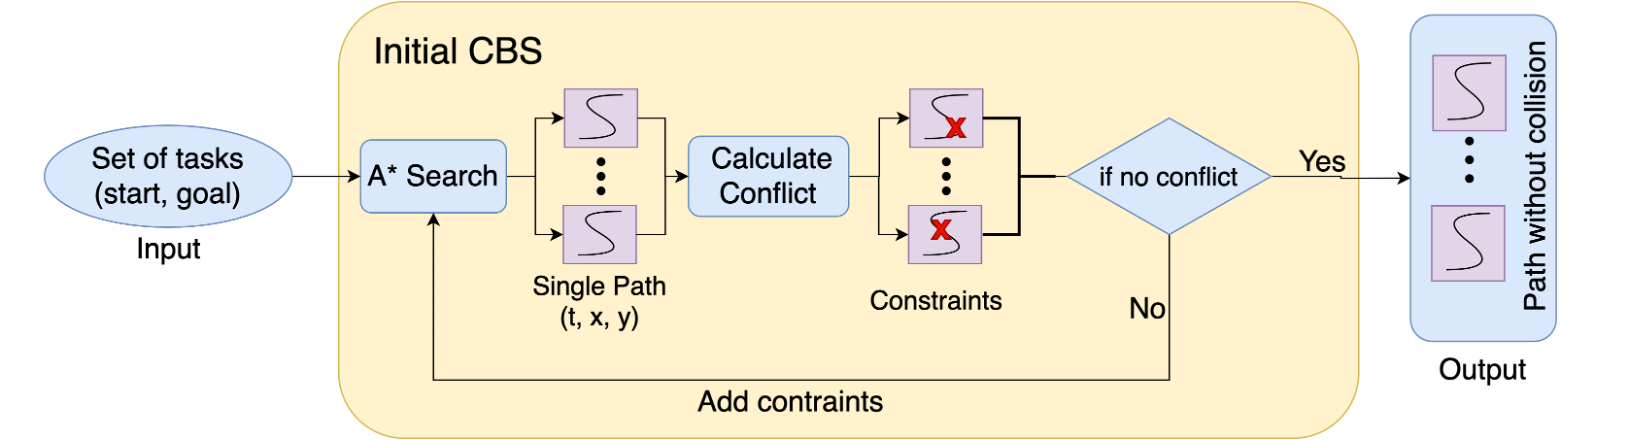 Initial CBS
Set of tasks
(start, goal)
Input
A* Search
Single Path
(t, x, y)
Calculate
Conflict
X
X
Constraints
if no conflict
Yes
No
Add contraints
Path without collision
Output